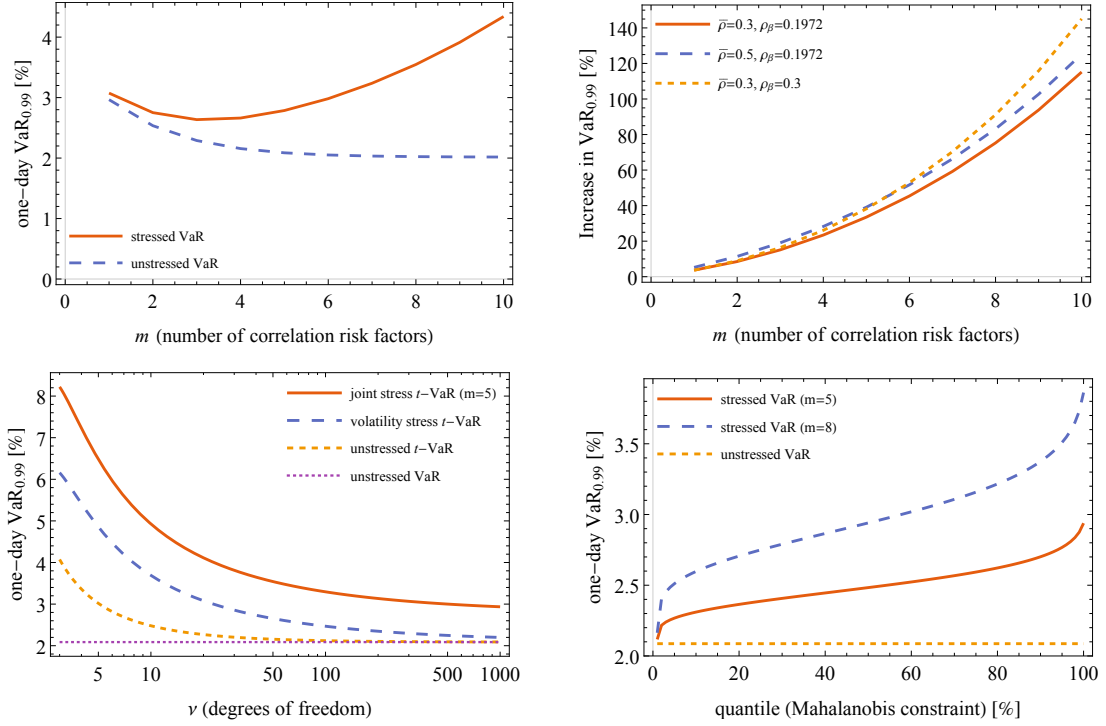 one-day VaR0.99 [%]
4
3
2
1
0
stressed VaR
unstressed VaR
0 2 4 6 8 10
m (number of correlation risk factors)
Increase in VaR0.99 [%]
140
120
100
80
60
40
20
0
ρ̅=0.3, ρβ=0.1972
ρ̅=0.5, ρβ=0.1972
ρ̅=0.3, ρβ=0.3
0 2 4 6 8 10
m (number of correlation risk factors)
one-day VaR0.99 [%]
8
7
6
5
4
3
2
joint stress t-VaR (m=5)
volatility stress t-VaR
unstressed t-VaR
unstressed VaR
5 10 50 100 500 1000
ν (degrees of freedom)
one-day VaR0.99 [%]
3.5
3.0
2.5
2.0
stressed VaR (m=5)
stressed VaR (m=8)
unstressed VaR
0 20 40 60 80 100
quantile (Mahalanobis constraint) [%]